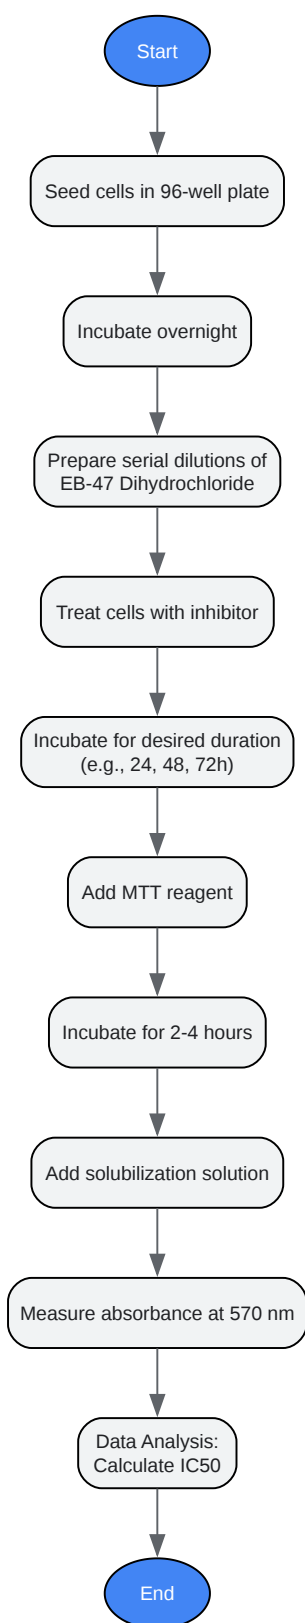 Start
Seed cells in 96-well plate
Incubate overnight
Prepare serial dilutions of
EB-47 Dihydrochloride
Treat cells with inhibitor
Incubate for desired duration
(e.g., 24, 48, 72h)
Add MTT reagent
Incubate for 2-4 hours
Add solubilization solution
Measure absorbance at 570 nm
Data Analysis:
Calculate IC50
End